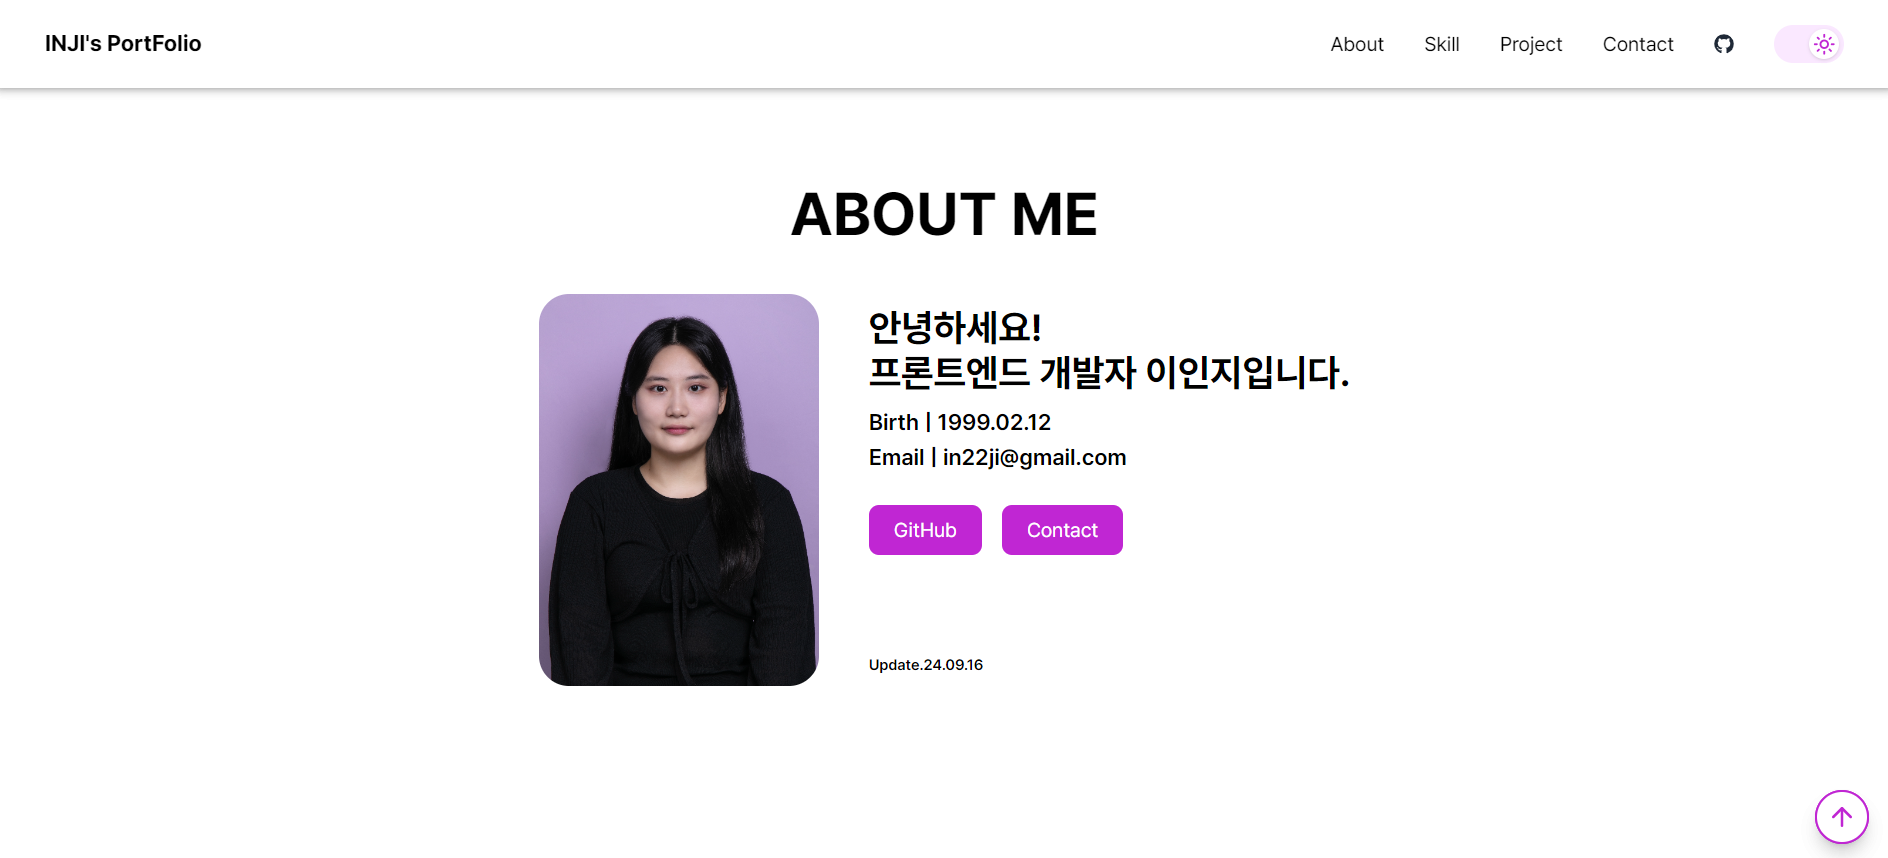 INJI's PortFolio
About
Skill
Project
Contact
ABOUT ME
안녕하세요!
프론트엔드 개발자 이인지입니다.
Birth | 1999.02.12
Email | in22ji@gmail.com
GitHub
Contact
Update.24.09.16